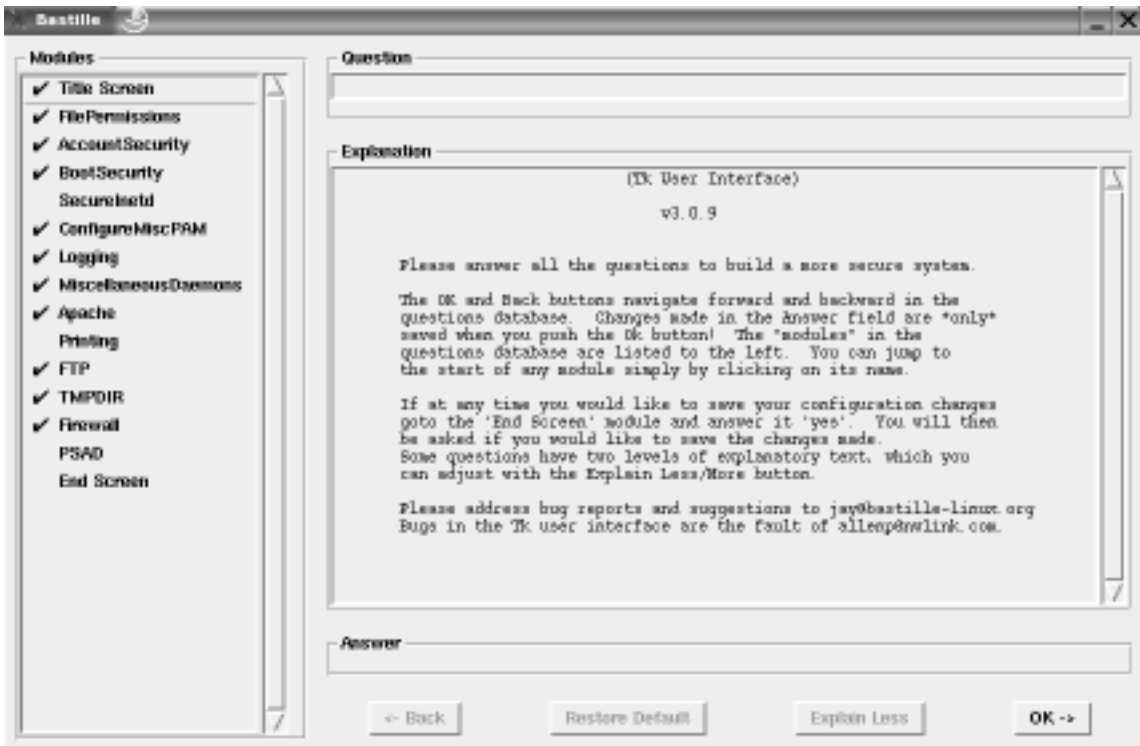 Bastille
Modules
✔ Title Screen
✔ FilePermissions
✔ AccountSecurity
✔ BootSecurity
SecureInetd
✔ ConfigureMiscPAM
✔ Logging
✔ MiscellaneousDaemons
✔ Apache
Printing
✔ FTP
✔ TMPDIR
✔ Firewall
PSAD
End Screen
Question
Explanation
(Tk User Interface)
v3.0.9
Please answer all the questions to build a more secure system.
The OK and Back buttons navigate forward and backward in the
questions database. Changes made in the Answer field are *only*
saved when you push the Ok button! The "modules" in the
questions database are listed to the left. You can jump to
the start of any module simply by clicking on its name.
If at any time you would like to save your configuration changes
goto the 'End Screen' module and answer it 'yes'. You will then
be asked if you would like to save the changes made.
Some questions have two levels of explanatory text, which you
can adjust with the Explain Less/More button.
Please address bug reports and suggestions to jay@bastille-linux.org
Bugs in the Tk user interface are the fault of allenp@nwlink.com.
Answer
<- Back
Restore Default
Explain Less
OK ->